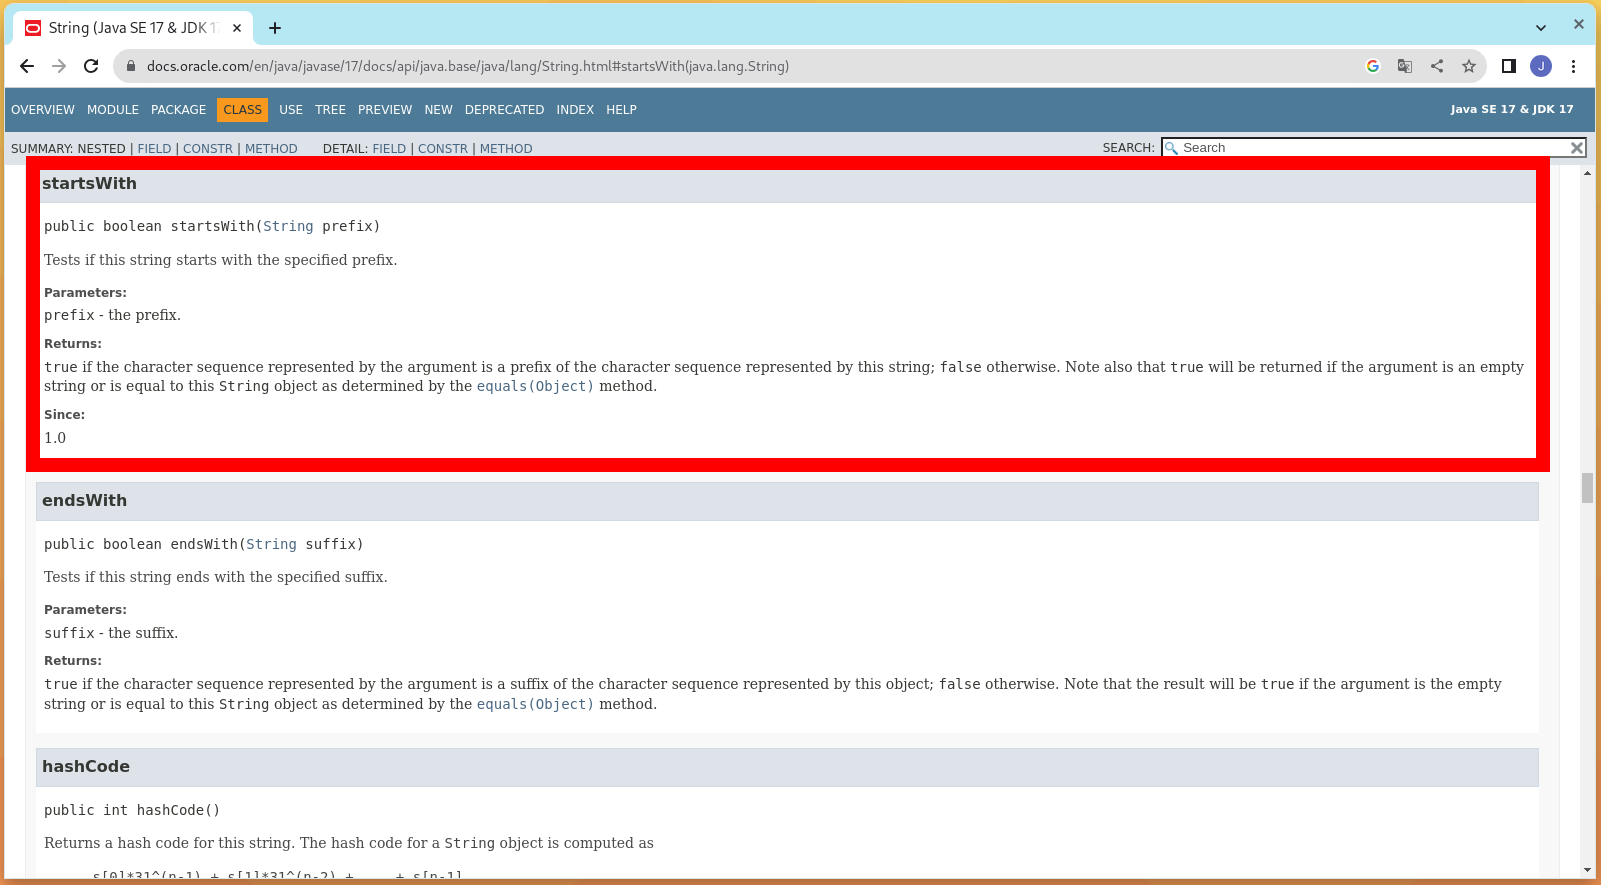 String (Java SE 17 & JDK 17
docs.oracle.com/en/java/javase/17/docs/api/java.base/java/lang/String.html#startsWith(java.lang.String)
J
OVERVIEW MODULE PACKAGE CLASS USE TREE PREVIEW NEW DEPRECATED INDEX HELP
Java SE 17 & JDK 17
SUMMARY: NESTED | FIELD | CONSTR | METHOD DETAIL: FIELD | CONSTR | METHOD
SEARCH: Search
startsWith
public boolean startsWith(String prefix)
Tests if this string starts with the specified prefix.
Parameters:
prefix - the prefix.
Returns:
true if the character sequence represented by the argument is a prefix of the character sequence represented by this string; false otherwise. Note also that true will be returned if the argument is an empty
string or is equal to this String object as determined by the equals(Object) method.
Since:
1.0
endsWith
public boolean endsWith(String suffix)
Tests if this string ends with the specified suffix.
Parameters:
suffix - the suffix.
Returns:
true if the character sequence represented by the argument is a suffix of the character sequence represented by this object; false otherwise. Note that the result will be true if the argument is the empty
string or is equal to this String object as determined by the equals(Object) method.
hashCode
public int hashCode()
Returns a hash code for this string. The hash code for a String object is computed as
s[0]*31^(n-1) + s[1]*31^(n-2) + ... + s[n-1]